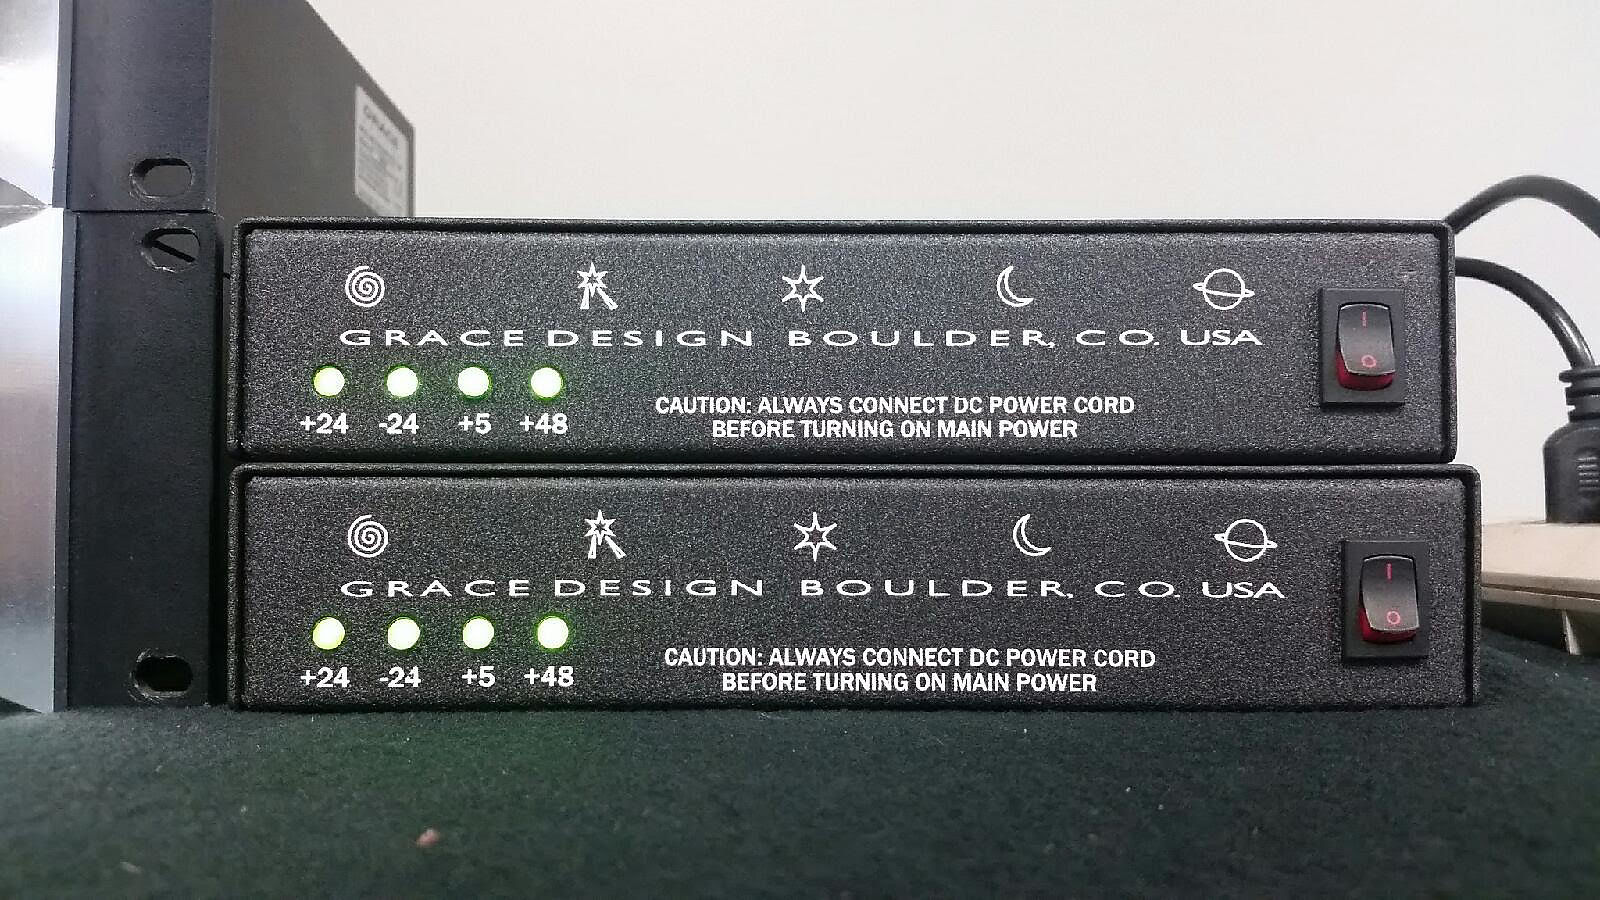 GRACE DESIGN BOULDER, CO. USA
+24 -24 +5 +48
CAUTION: ALWAYS CONNECT DC POWER CORD
BEFORE TURNING ON MAIN POWER
I
O
GRACE DESIGN BOULDER, CO. USA
+24 -24 +5 +48
CAUTION: ALWAYS CONNECT DC POWER CORD
BEFORE TURNING ON MAIN POWER
I
O